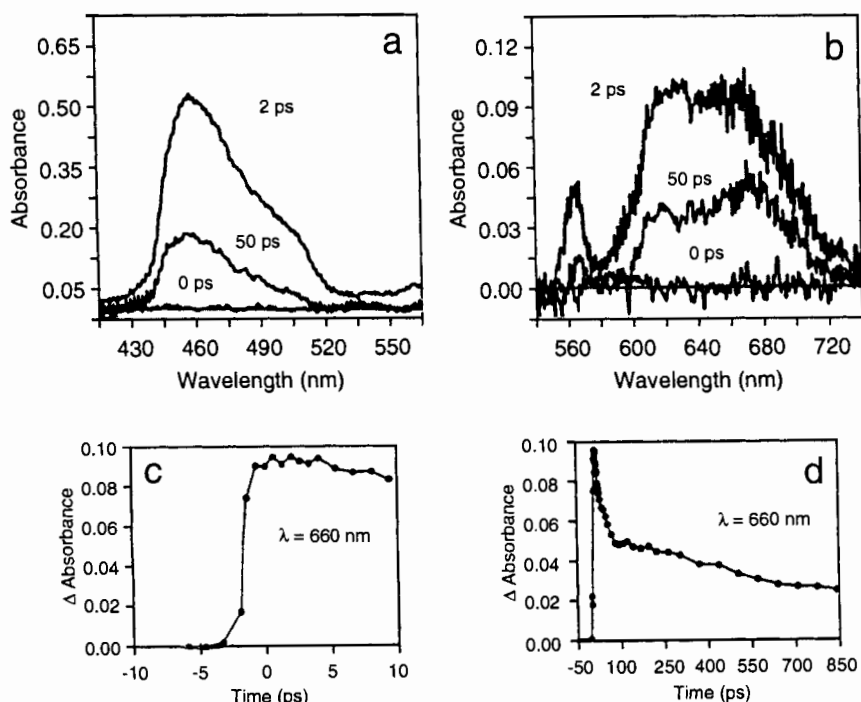 a
0.65
0.50
0.35
0.20
0.05
Absorbance
2 ps
50 ps
0 ps
430 460 490 520 550
Wavelength (nm)
b
0.12
0.09
0.06
0.03
0.00
Absorbance
2 ps
50 ps
0 ps
560 600 640 680 720
Wavelength (nm)
c
0.10
0.08
0.06
0.04
0.02
0.00
Δ Absorbance
λ = 660 nm
-10 -5 0 5 10
Time (ps)
d
0.10
0.08
0.06
0.04
0.02
0.00
Δ Absorbance
λ = 660 nm
-50 100 250 400 550 700 850
Time (ps)